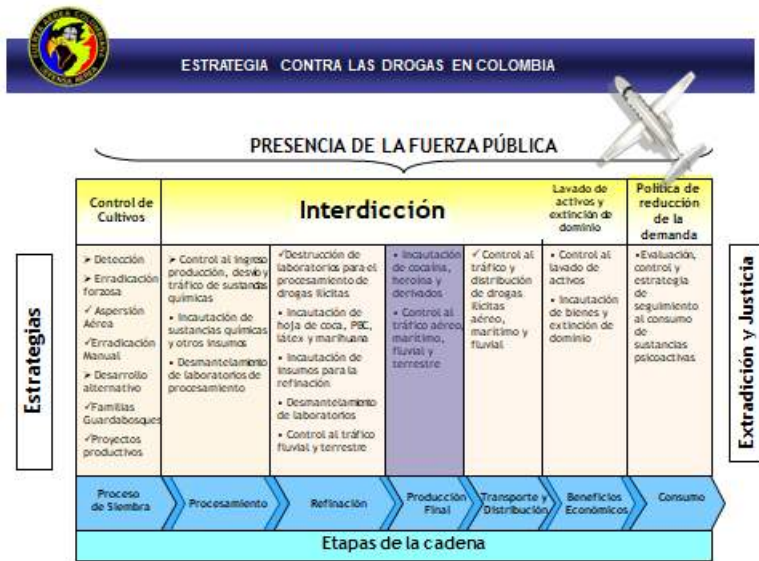 FUERZA AEREA COLOMBIANA
DEFENSA AEREA
ESTRATEGIA CONTRA LAS DROGAS EN COLOMBIA
PRESENCIA DE LA FUERZA PÚBLICA
Estrategias
Control de
Cultivos
Interdicción
Lavado de
activos y
extinción de
dominio
Política de
reducción
de la
demanda
➤ Detección
➤ Erradicación
forzosa
✓ Aspersión
Aérea
✓Erradicación
Manual
➤ Desarrollo
alternativo
✓Familias
Guardabosques
✓Proyectos
productivos
➤ Control al ingreso
producción, desvío y
tráfico de sustandas
químicas
• Incautación de
sustancias químicas
y otros insumos
• Desmantelamiento
de laboratorios de
procesamiento
✓Destrucción de
laboratorios para el
procesamiento de
drogas ilícitas
• Incautación de
hoja de coca, PBC,
látex y marihuana
• Incautación de
insumos para la
refinación
• Desmantelamiento
de laboratorios
• Control al tráfico
fluvial y terrestre
• Incautación
de cocaína,
heroína y
derivados
• Control al
tráfico aéreo,
marítimo,
fluvial y
terrestre
✓ Control al
tráfico y
distribución
de drogas
ilícitas
aéreo,
marítimo y
fluvial
• Control al
lavado de
activos
• Incautación
de bienes y
extinción de
dominio
•Evaluación,
control y
estrategia
de
seguimiento
al consumo
de
sustancias
psicoactivas
Extradición y Justicia
Proceso
de Siembra
Procesamiento
Refinación
Producción
Final
Transporte y
Distribución
Beneficios
Económicos
Consumo
Etapas de la cadena